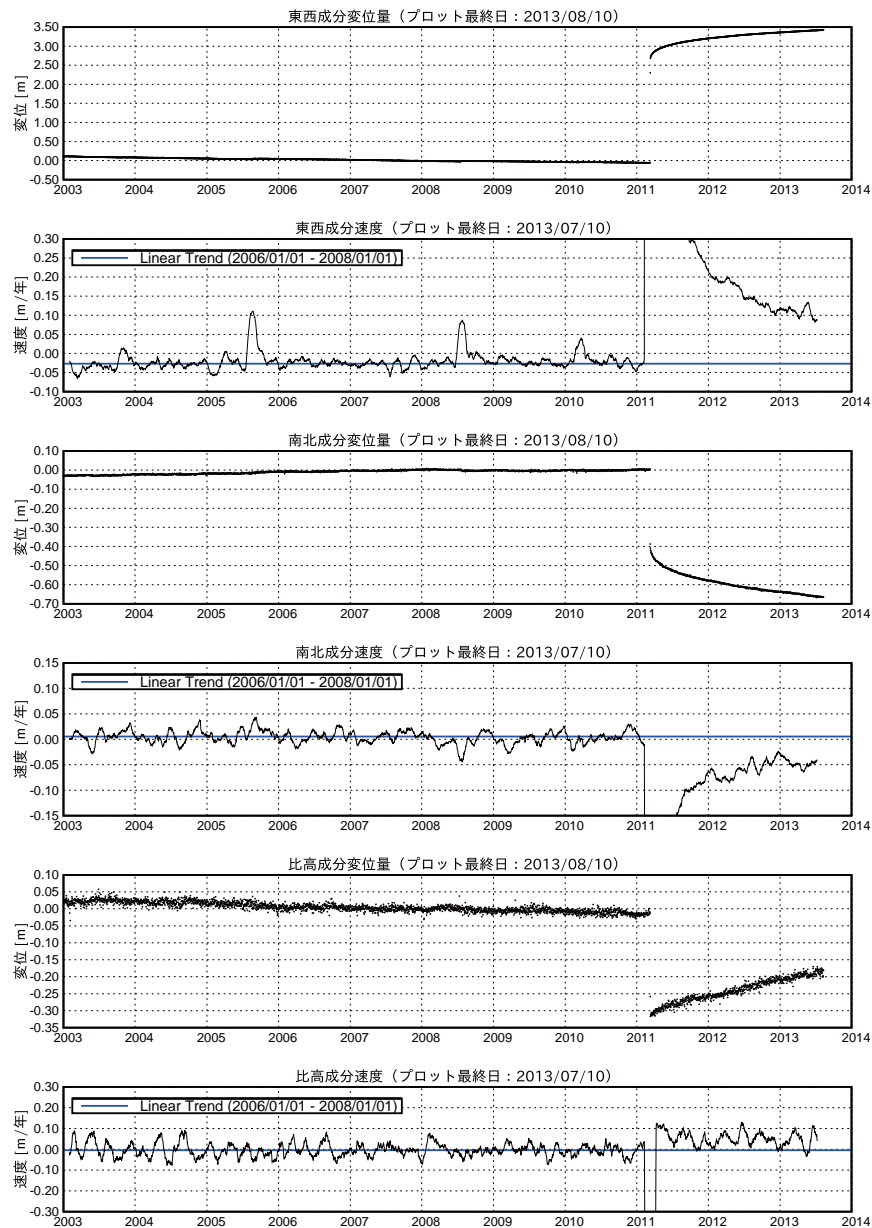 東西成分変位量（プロット最終日：2013/08/10）
変位 [m]
3.50
3.00
2.50
2.00
1.50
1.00
0.50
0.00
-0.50
2003 2004 2005 2006 2007 2008 2009 2010 2011 2012 2013 2014
東西成分速度（プロット最終日：2013/07/10）
速度 [m/年]
0.30
0.25
0.20
0.15
0.10
0.05
0.00
-0.05
-0.10
Linear Trend (2006/01/01 - 2008/01/01)
2003 2004 2005 2006 2007 2008 2009 2010 2011 2012 2013 2014
南北成分変位量（プロット最終日：2013/08/10）
変位 [m]
0.10
0.00
-0.10
-0.20
-0.30
-0.40
-0.50
-0.60
-0.70
2003 2004 2005 2006 2007 2008 2009 2010 2011 2012 2013 2014
南北成分速度（プロット最終日：2013/07/10）
速度 [m/年]
0.15
0.10
0.05
0.00
-0.05
-0.10
-0.15
Linear Trend (2006/01/01 - 2008/01/01)
2003 2004 2005 2006 2007 2008 2009 2010 2011 2012 2013 2014
比高成分変位量（プロット最終日：2013/08/10）
変位 [m]
0.10
0.05
0.00
-0.05
-0.10
-0.15
-0.20
-0.25
-0.30
-0.35
2003 2004 2005 2006 2007 2008 2009 2010 2011 2012 2013 2014
比高成分速度（プロット最終日：2013/07/10）
速度 [m/年]
0.30
0.20
0.10
0.00
-0.10
-0.20
-0.30
Linear Trend (2006/01/01 - 2008/01/01)
2003 2004 2005 2006 2007 2008 2009 2010 2011 2012 2013 2014